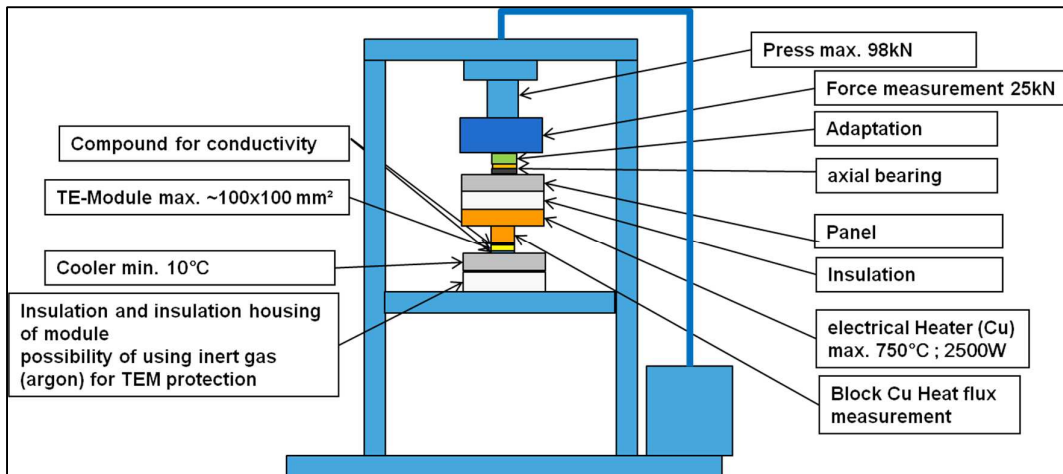 Press max. 98kN
Force measurement 25kN
Adaptation
axial bearing
Panel
Insulation
electrical Heater (Cu)
max. 750°C ; 2500W
Block Cu Heat flux
measurement
Compound for conductivity
TE-Module max. ~100x100 mm²
Cooler min. 10°C
Insulation and insulation housing
of module
possibility of using inert gas
(argon) for TEM protection